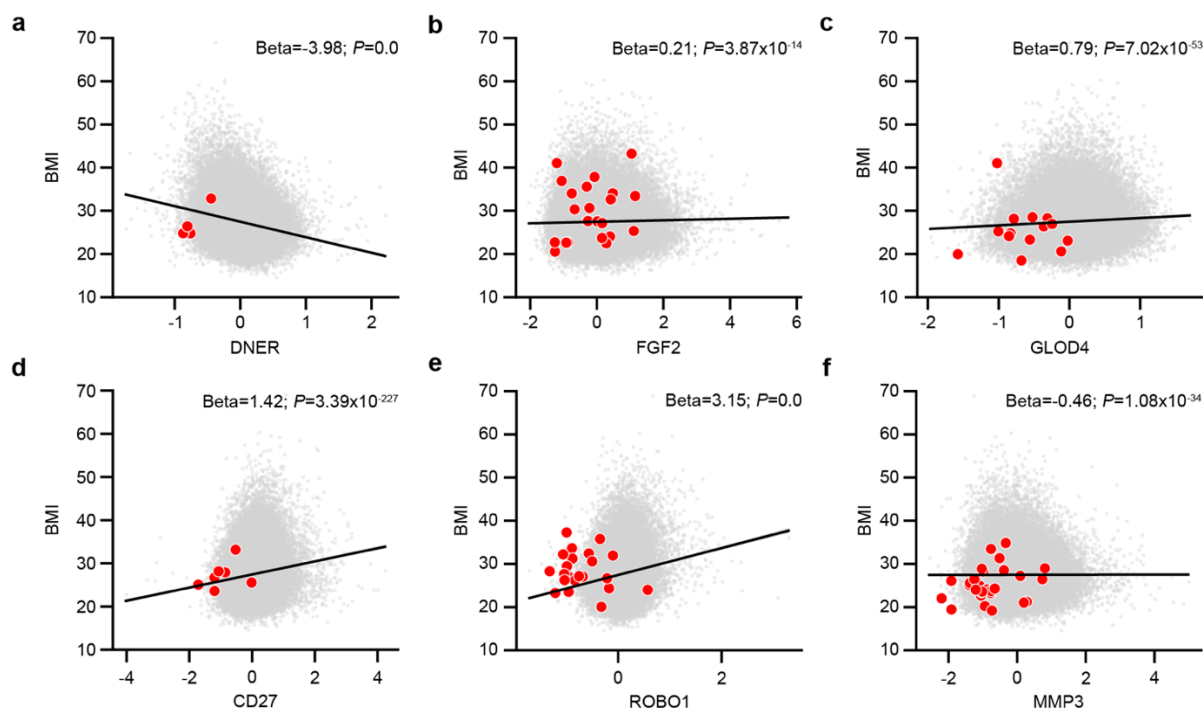 a
Beta=-3.98; P=0.0
BMI
70
60
50
40
30
20
10
-1 0 1 2
DNER
b
Beta=0.21; P=3.87x10⁻¹⁴
BMI
70
60
50
40
30
20
10
-2 0 2 4 6
FGF2
c
Beta=0.79; P=7.02x10⁻⁵³
BMI
70
60
50
40
30
20
10
-2 -1 0 1
GLOD4
d
Beta=1.42; P=3.39x10⁻²²⁷
BMI
70
60
50
40
30
20
10
-4 -2 0 2 4
CD27
e
Beta=3.15; P=0.0
BMI
70
60
50
40
30
20
10
0 2
ROBO1
f
Beta=-0.46; P=1.08x10⁻³⁴
BMI
70
60
50
40
30
20
10
-2 0 2 4
MMP3